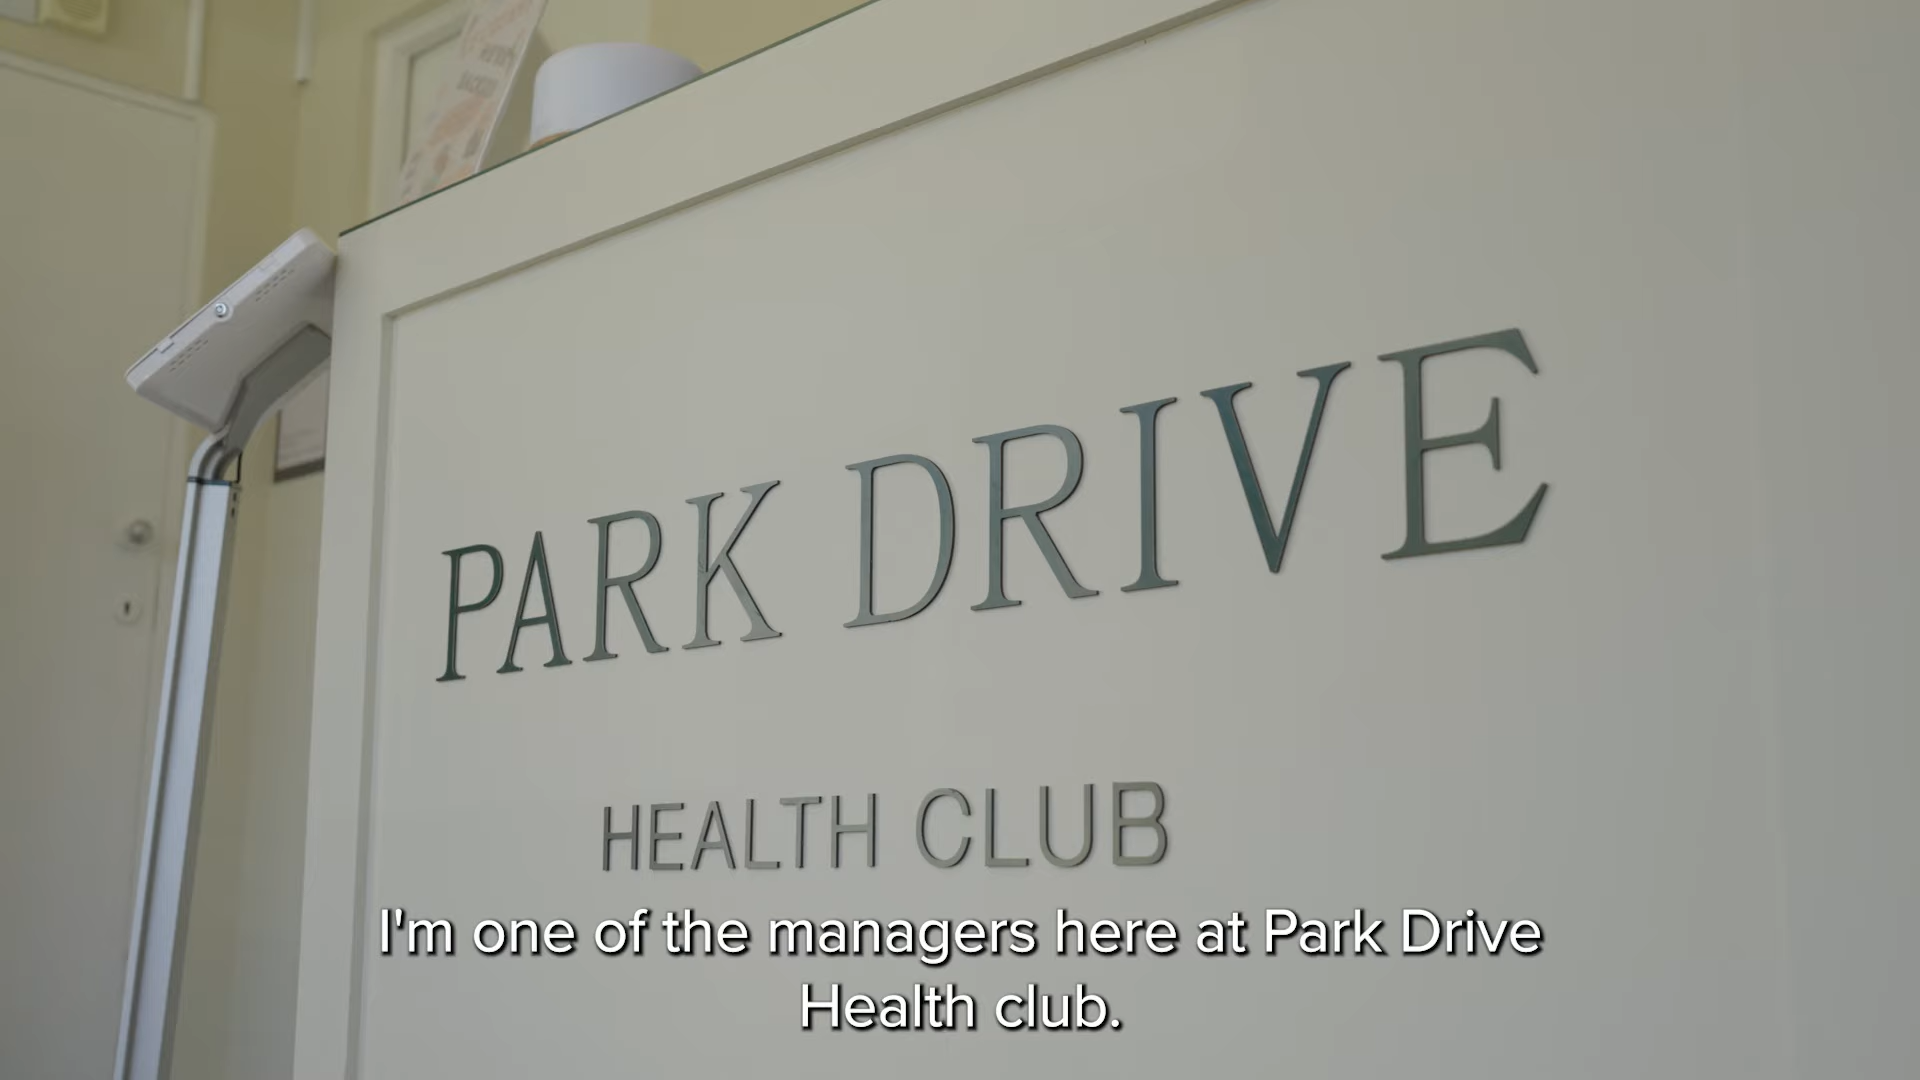 PARK DRIVE
HEALTH CLUB
I'm one of the managers here at Park Drive
Health club.